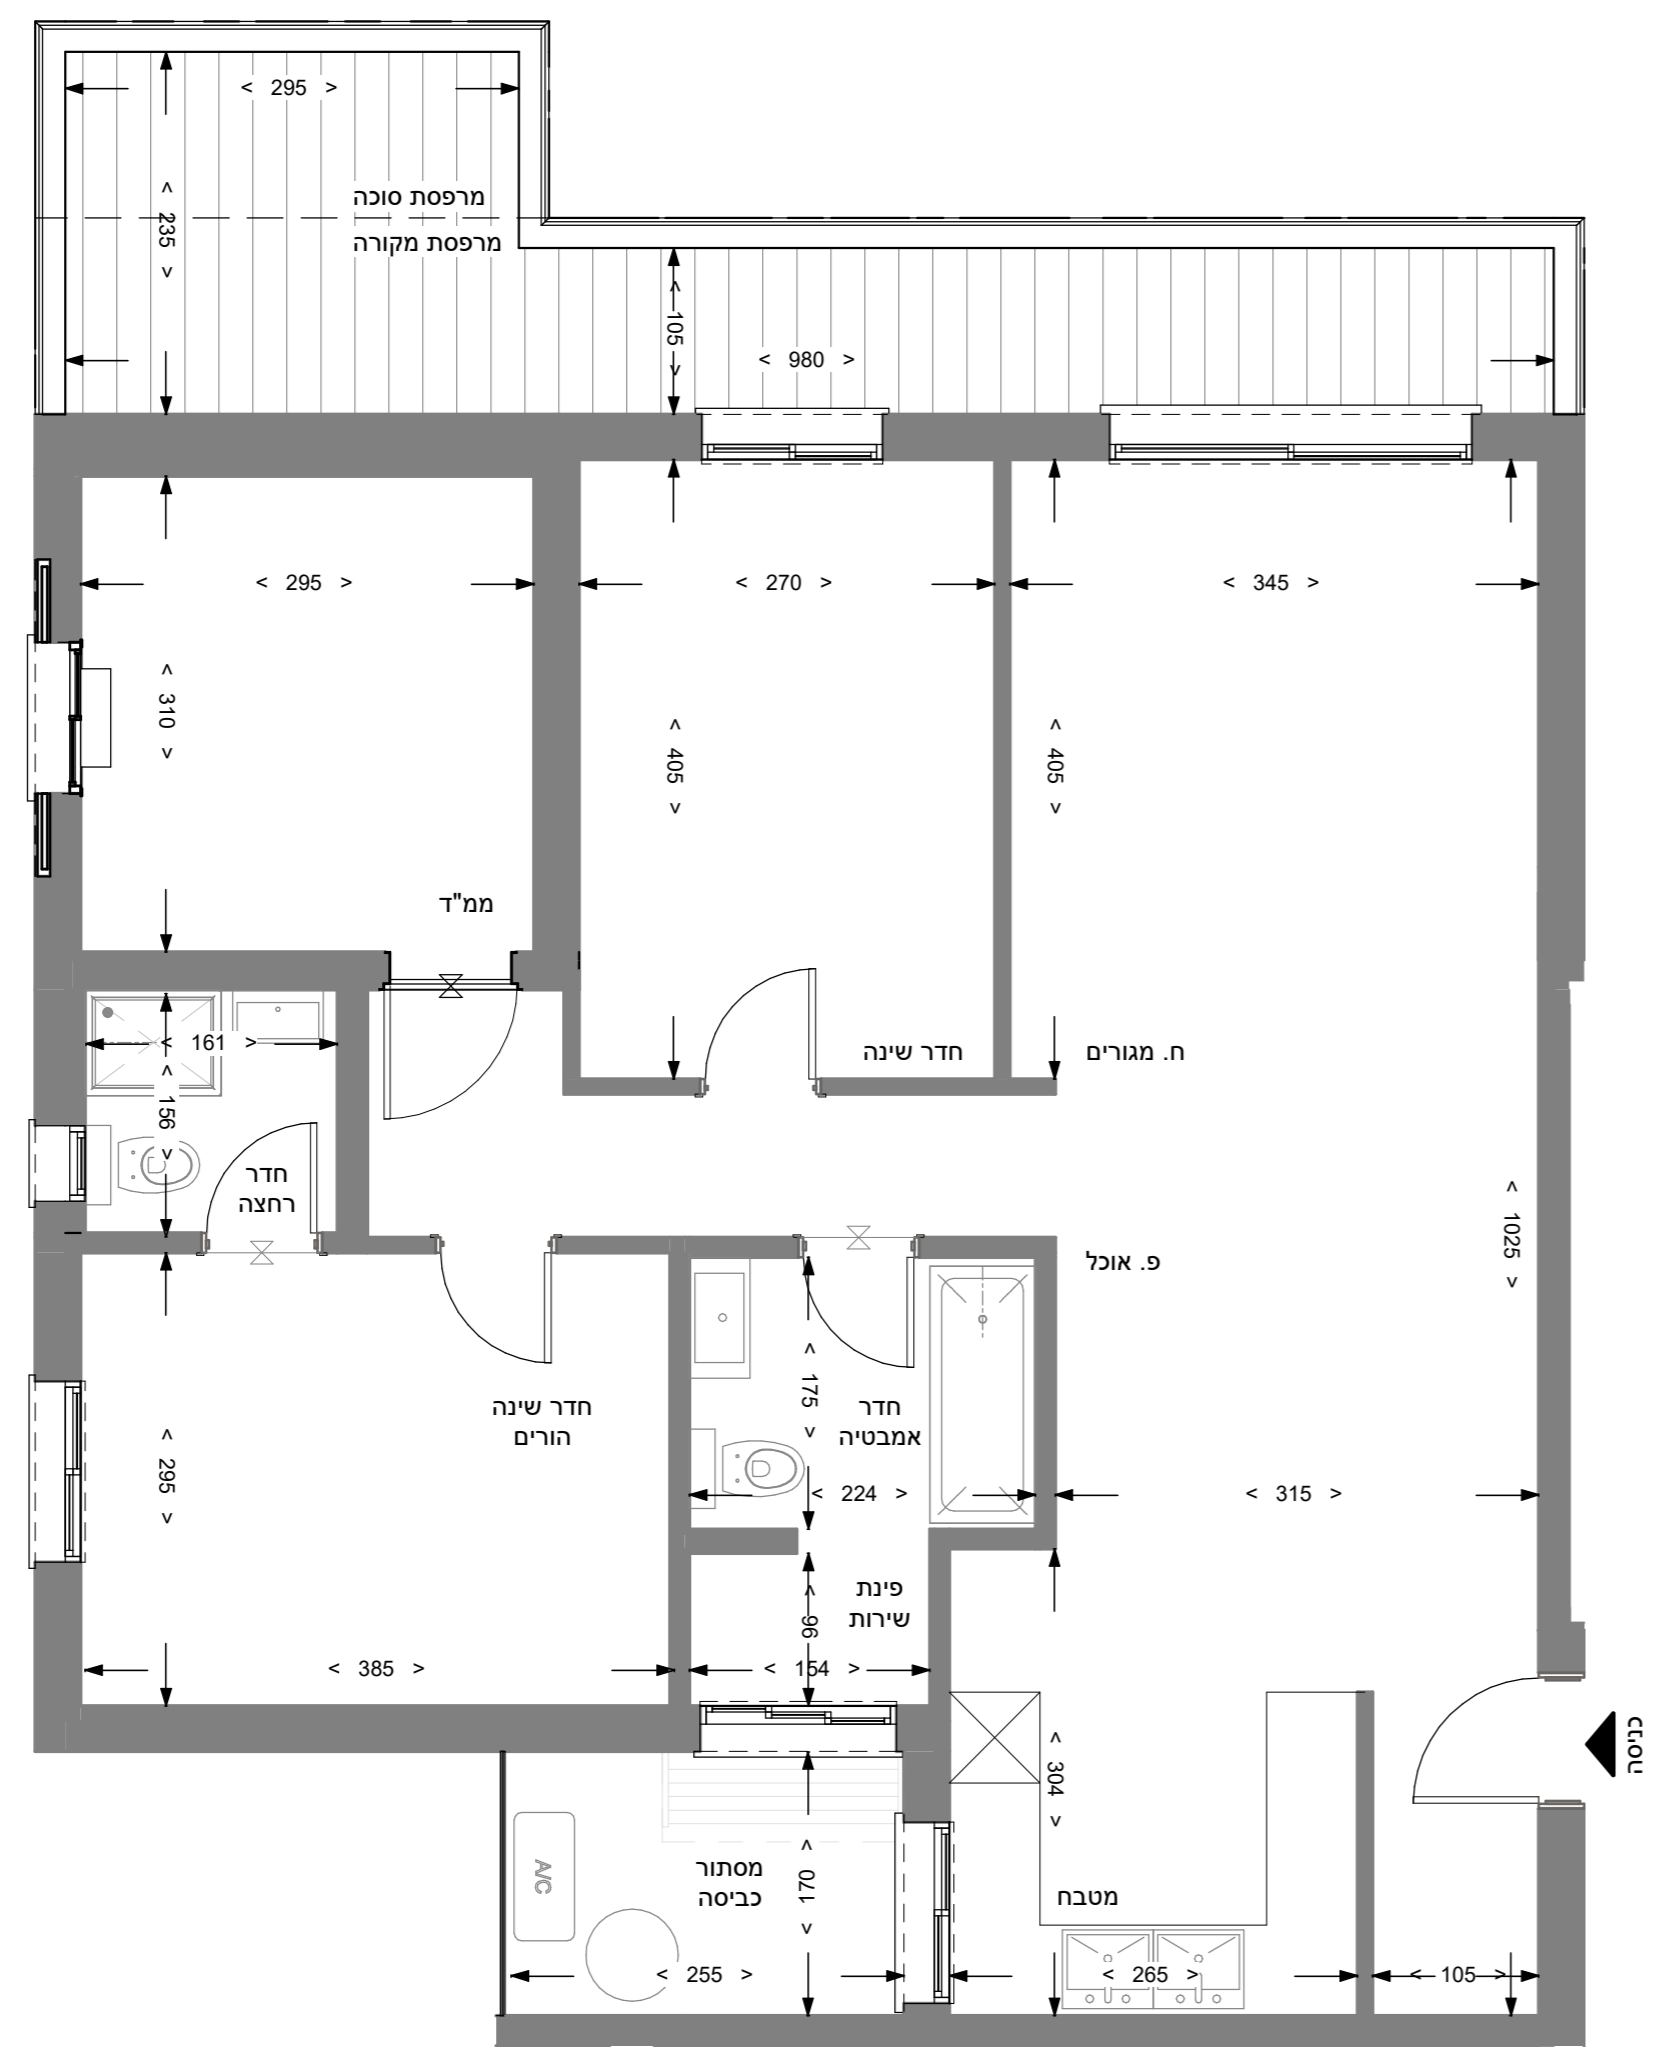 < 295 >
מרפסת סוכה
< 235 >
מרפסת מקורה
< 105 >
< 980 >
< 295 >
< 270 >
< 345 >
< 310 >
< 405 >
< 405 >
ממ"ד
< 161 >
חדר שינה
ח. מגורים
< 156 >
חדר
רחצה
< 1025 >
פ. אוכל
< 175 >
חדר שינה
הורים
חדר
אמבטיה
< 295 >
< 224 >
< 315 >
פינת
שירות
< 96 >
< 385 >
< 154 >
כניסה
< 304 >
A/C
מסתור
כביסה
< 170 >
מטבח
< 255 >
< 265 >
< 105 >